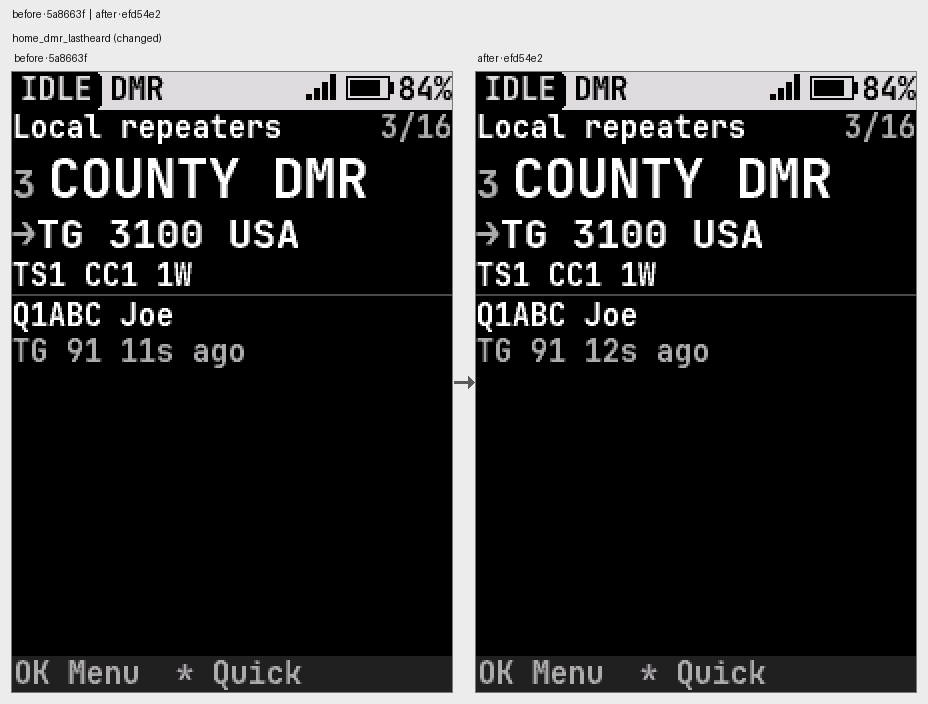 before·5a8663f | after·efd54e2
home_dmr_lastheard (changed)
before·5a8663f
IDLE DMR 84%
Local repeaters 3/16
3 COUNTY DMR
→TG 3100 USA
TS1 CC1 1W
Q1ABC Joe
TG 91 11s ago
OK Menu * Quick
→
after·efd54e2
IDLE DMR 84%
Local repeaters 3/16
3 COUNTY DMR
→TG 3100 USA
TS1 CC1 1W
Q1ABC Joe
TG 91 12s ago
OK Menu * Quick